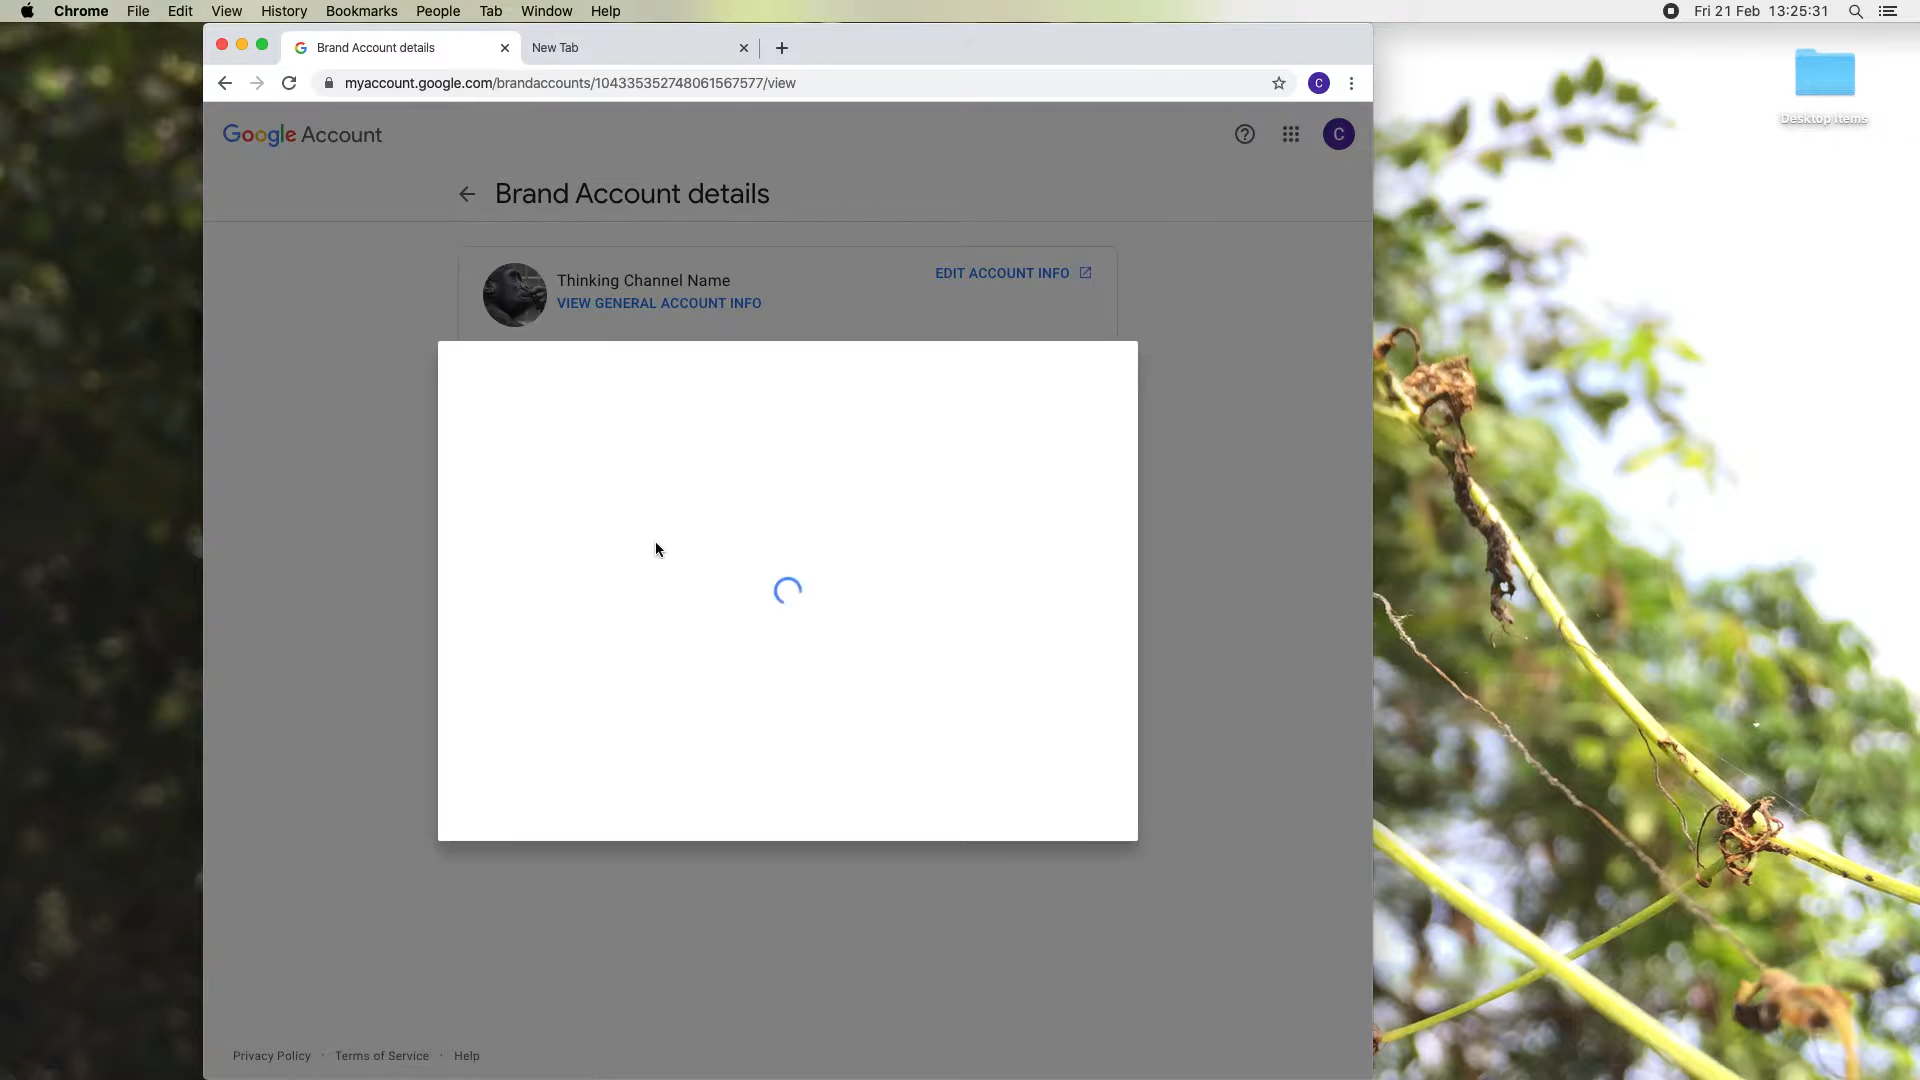 Chrome File Edit View History Bookmarks People Tab Window Help Fri 21 Feb 13:25:31
Brand Account details New Tab
myaccount.google.com/brandaccounts/104335352748061567577/view C
Google Account C
Brand Account details
Thinking Channel Name EDIT ACCOUNT INFO
VIEW GENERAL ACCOUNT INFO
Privacy Policy · Terms of Service · Help
Desktop Items